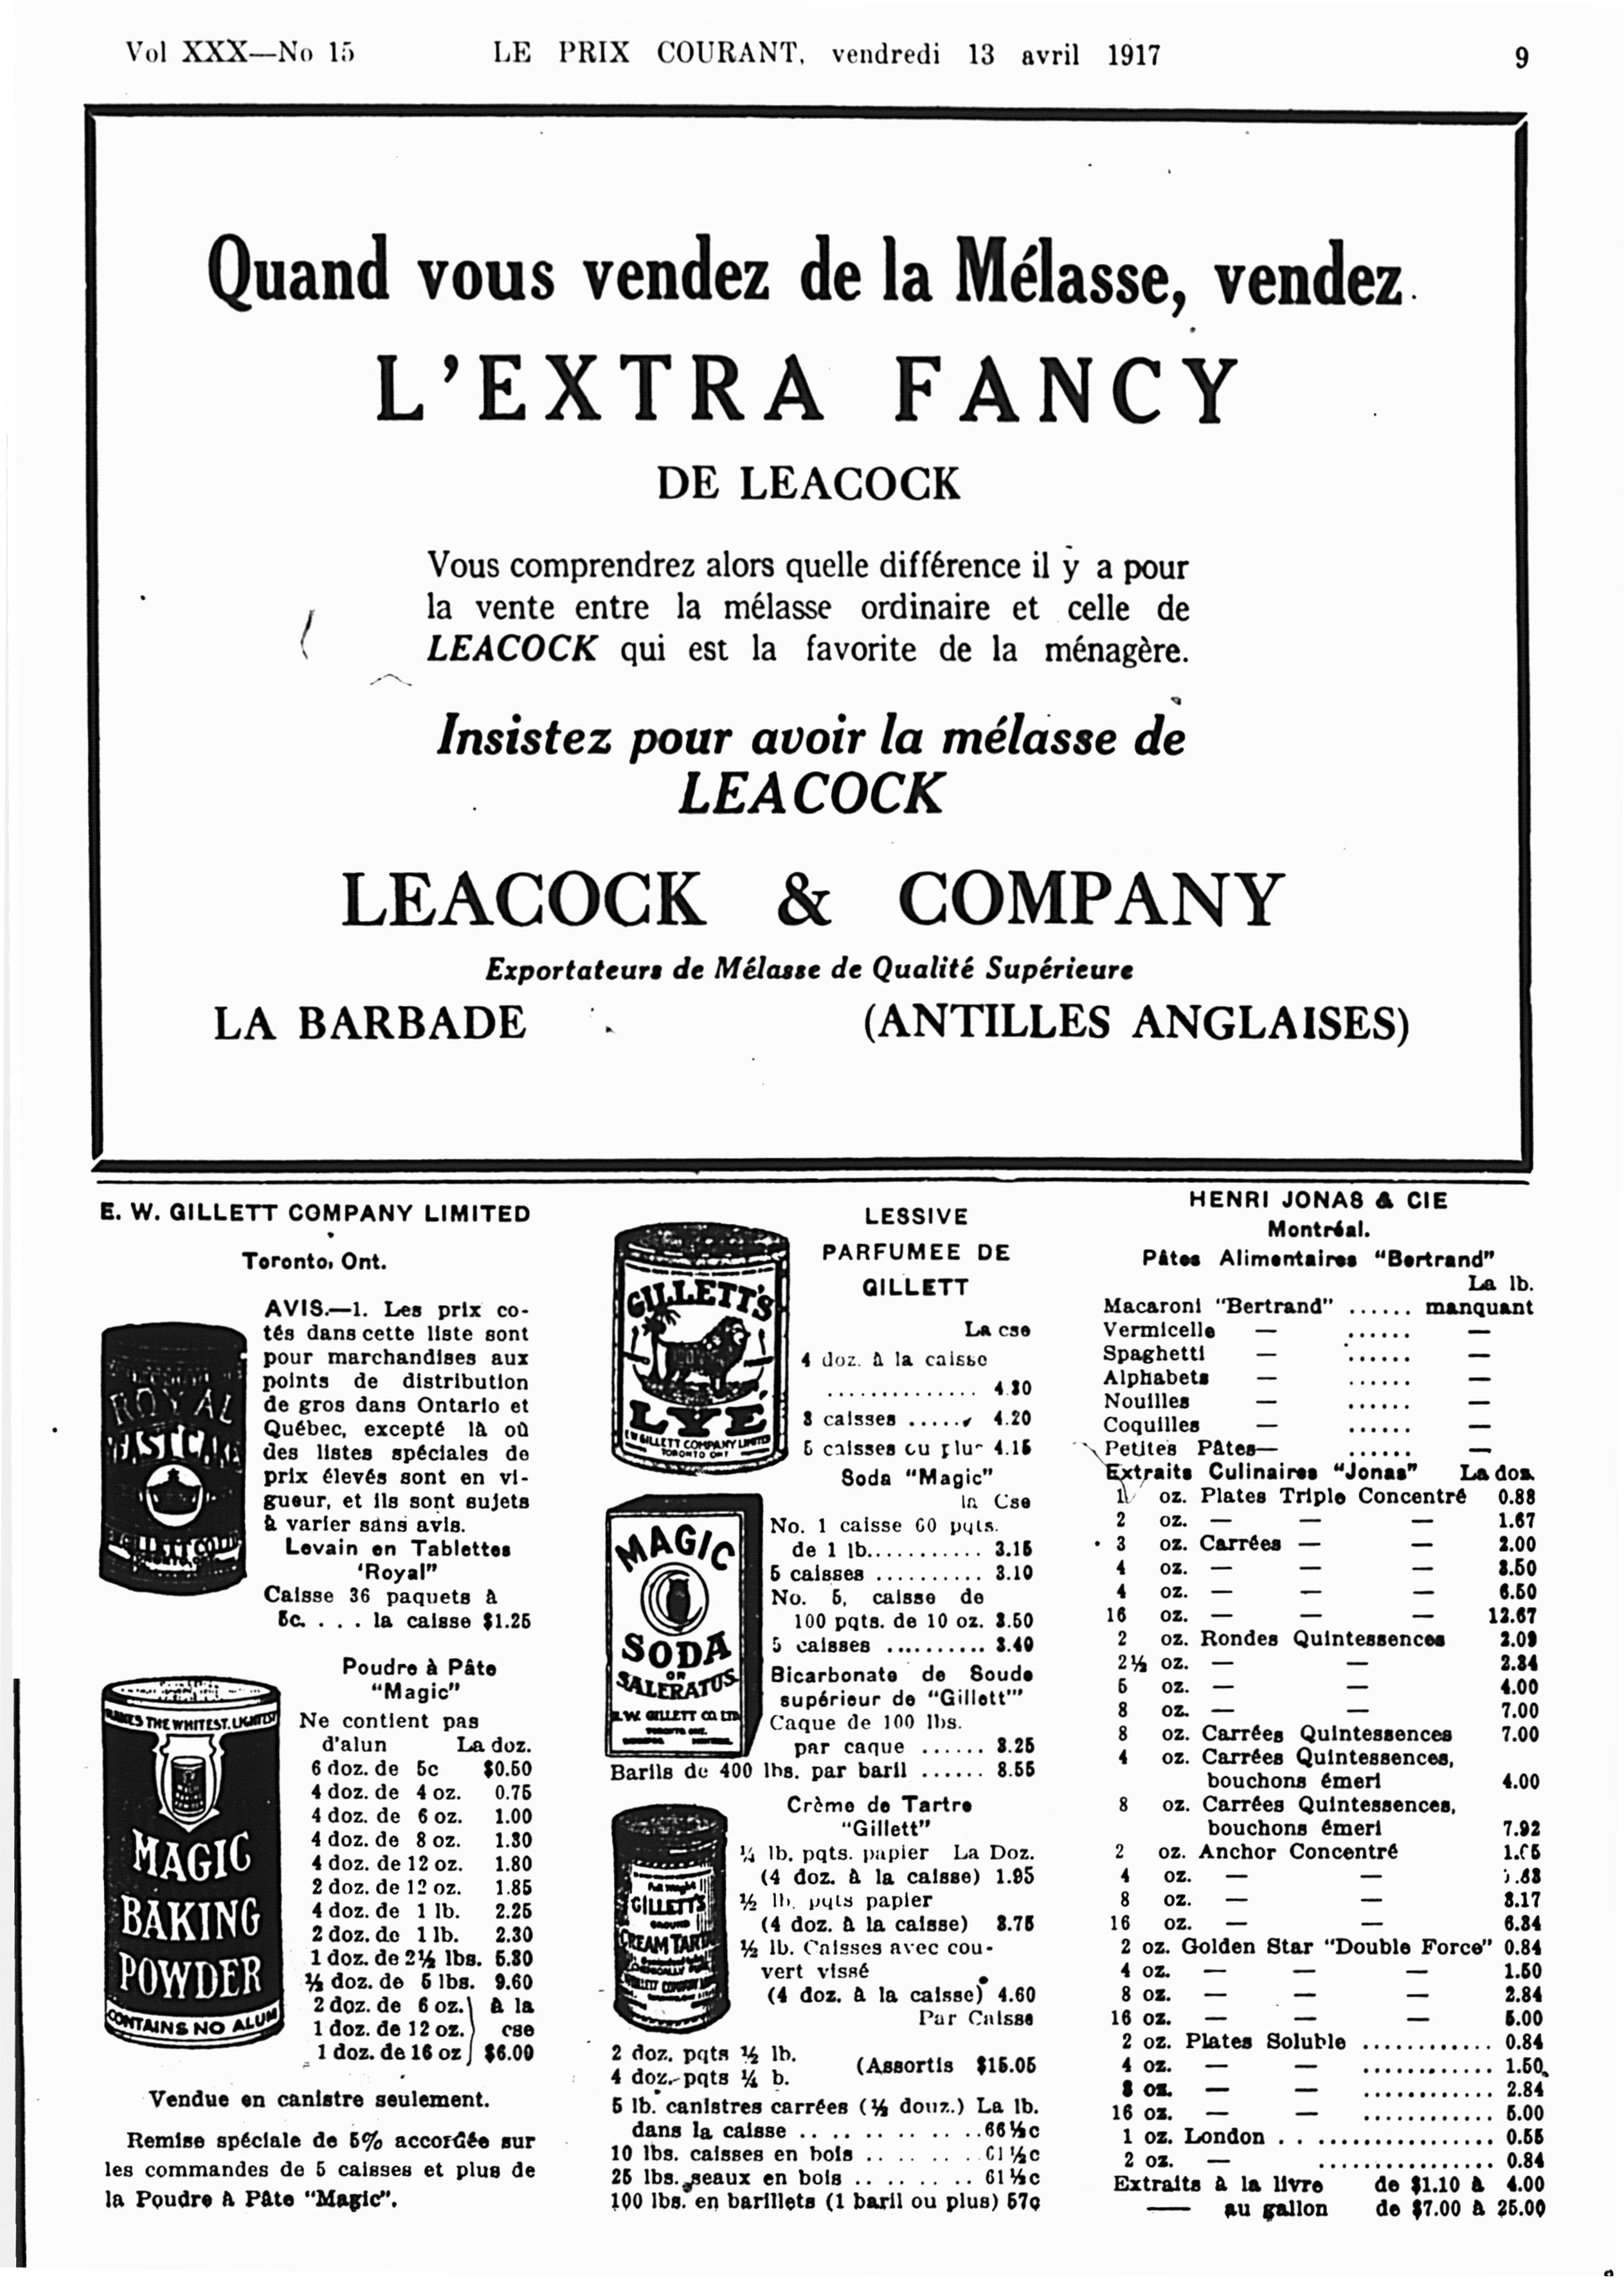 Vol XXX—No 15 LE PRIX COURANT, vendredi 13 avril 1917 9
Quand vous vendez de la Mélasse, vendez
L'EXTRA FANCY
DE LEACOCK
Vous comprendrez alors quelle différence il y a pour
la vente entre la mélasse ordinaire et celle de
LEACOCK qui est la favorite de la ménagère.
Insistez pour avoir la mélasse de
LEACOCK
LEACOCK & COMPANY
Exportateurs de Mélasse de Qualité Supérieure
LA BARBADE (ANTILLES ANGLAISES)
E. W. GILLETT COMPANY LIMITED
Toronto, Ont.
ROYAL
YEAST CAKES
AVIS.—1. Les prix co-
tés dans cette liste sont
pour marchandises aux
points de distribution
de gros dans Ontario et
Québec, excepté là où
des listes spéciales de
prix élevés sont en vi-
gueur, et ils sont sujets
à varier sans avis.
Levain en Tablettes
'Royal"
Caisse 36 paquets à
5c. . . . la caisse $1.25
MAKES THE WHITEST. LIGHTEST
MAGIC
BAKING
POWDER
CONTAINS NO ALUM
Poudre à Pâte
"Magic"
Ne contient pas
d'alun La doz.
6 doz. de 5c $0.50
4 doz. de 4 oz. 0.75
4 doz. de 6 oz. 1.00
4 doz. de 8 oz. 1.30
4 doz. de 12 oz. 1.80
2 doz. de 12 oz. 1.85
4 doz. de 1 lb. 2.25
2 doz. de 1 lb. 2.30
1 doz. de 2½ lbs. 5.30
½ doz. de 5 lbs. 9.60
2 doz. de 6 oz.) à la
1 doz. de 12 oz.} cse
1 doz. de 16 oz) $6.00
Vendue en canistre seulement.
Remise spéciale de 5% accordée sur
les commandes de 5 caisses et plus de
la Poudre à Pâte "Magic".
GILLETT'S
LYE
E W GILLETT COMPANY LIMITED
TORONTO ONT
LESSIVE
PARFUMEE DE
GILLETT
La cse
4 doz. à la caisse
.............. 4.30
3 caisses ...... 4.20
5 caisses ou plus 4.15
MAGIC
SODA
OR
SALERATUS
E.W. GILLETT CO. LTD
Soda "Magic"
la Cse
No. 1 caisse 60 pqts.
de 1 lb........... 3.15
5 caisses .......... 3.10
No. 5, caisse de
100 pqts. de 10 oz. 3.50
5 caisses .......... 3.40
Bicarbonate de Soude
supérieur de "Gillett'"
Caque de 100 lbs.
par caque ...... 3.25
Barils de 400 lbs. par baril ...... 8.55
GILLETT'S
GROUND
CREAM TARTAR
Crème de Tartre
"Gillett"
¼ lb. pqts. papier La Doz.
(4 doz. à la caisse) 1.95
½ lb. pqts papier
(4 doz. à la caisse) 3.75
½ lb. Caisses avec cou-
vert vissé
(4 doz. à la caisse) 4.60
Par Caisse
2 doz. pqts ½ lb.
4 doz. pqts ¼ b. (Assortis $15.05
5 lb. canistres carrées (½ douz.) La lb.
dans la caisse .. .. .. .. .. ..66½c
10 lbs. caisses en bois .. .. .. .. 61½c
25 lbs. seaux en bois .. .. .. .. 61½c
100 lbs. en barillets (1 baril ou plus) 57c
HENRI JONAS & CIE
Montréal.
Pâtes Alimentaires "Bertrand"
La lb.
Macaroni "Bertrand" ...... manquant
Vermicelle — ...... —
Spaghetti — ...... —
Alphabets — ...... —
Nouilles — ...... —
Coquilles — ...... —
Petites Pâtes— ...... —
Extraits Culinaires "Jonas" La doz.
1 oz. Plates Triple Concentré 0.88
2 oz. — — — 1.67
3 oz. Carrées — — 2.00
4 oz. — — — 3.50
4 oz. — — — 6.50
16 oz. — — — 12.67
2 oz. Rondes Quintessences 2.09
2½ oz. — — 2.34
5 oz. — — 4.00
8 oz. — — 7.00
8 oz. Carrées Quintessences 7.00
4 oz. Carrées Quintessences,
bouchons émeri 4.00
8 oz. Carrées Quintessences,
bouchons émeri 7.92
2 oz. Anchor Concentré
4 oz. — —
8 oz. — — 3.17
16 oz. — — 6.34
2 oz. Golden Star "Double Force" 0.84
4 oz. — — — 1.50
8 oz. — — — 2.84
16 oz. — — — 5.00
2 oz. Plates Soluble ............ 0.84
4 oz. — — ............ 1.50
8 oz. — — ............ 2.84
16 oz. — — ............ 5.00
1 oz. London . . ................ 0.55
2 oz. — ................ 0.84
Extraits à la livre de $1.10 à 4.00
—— au gallon de $7.00 à 25.00